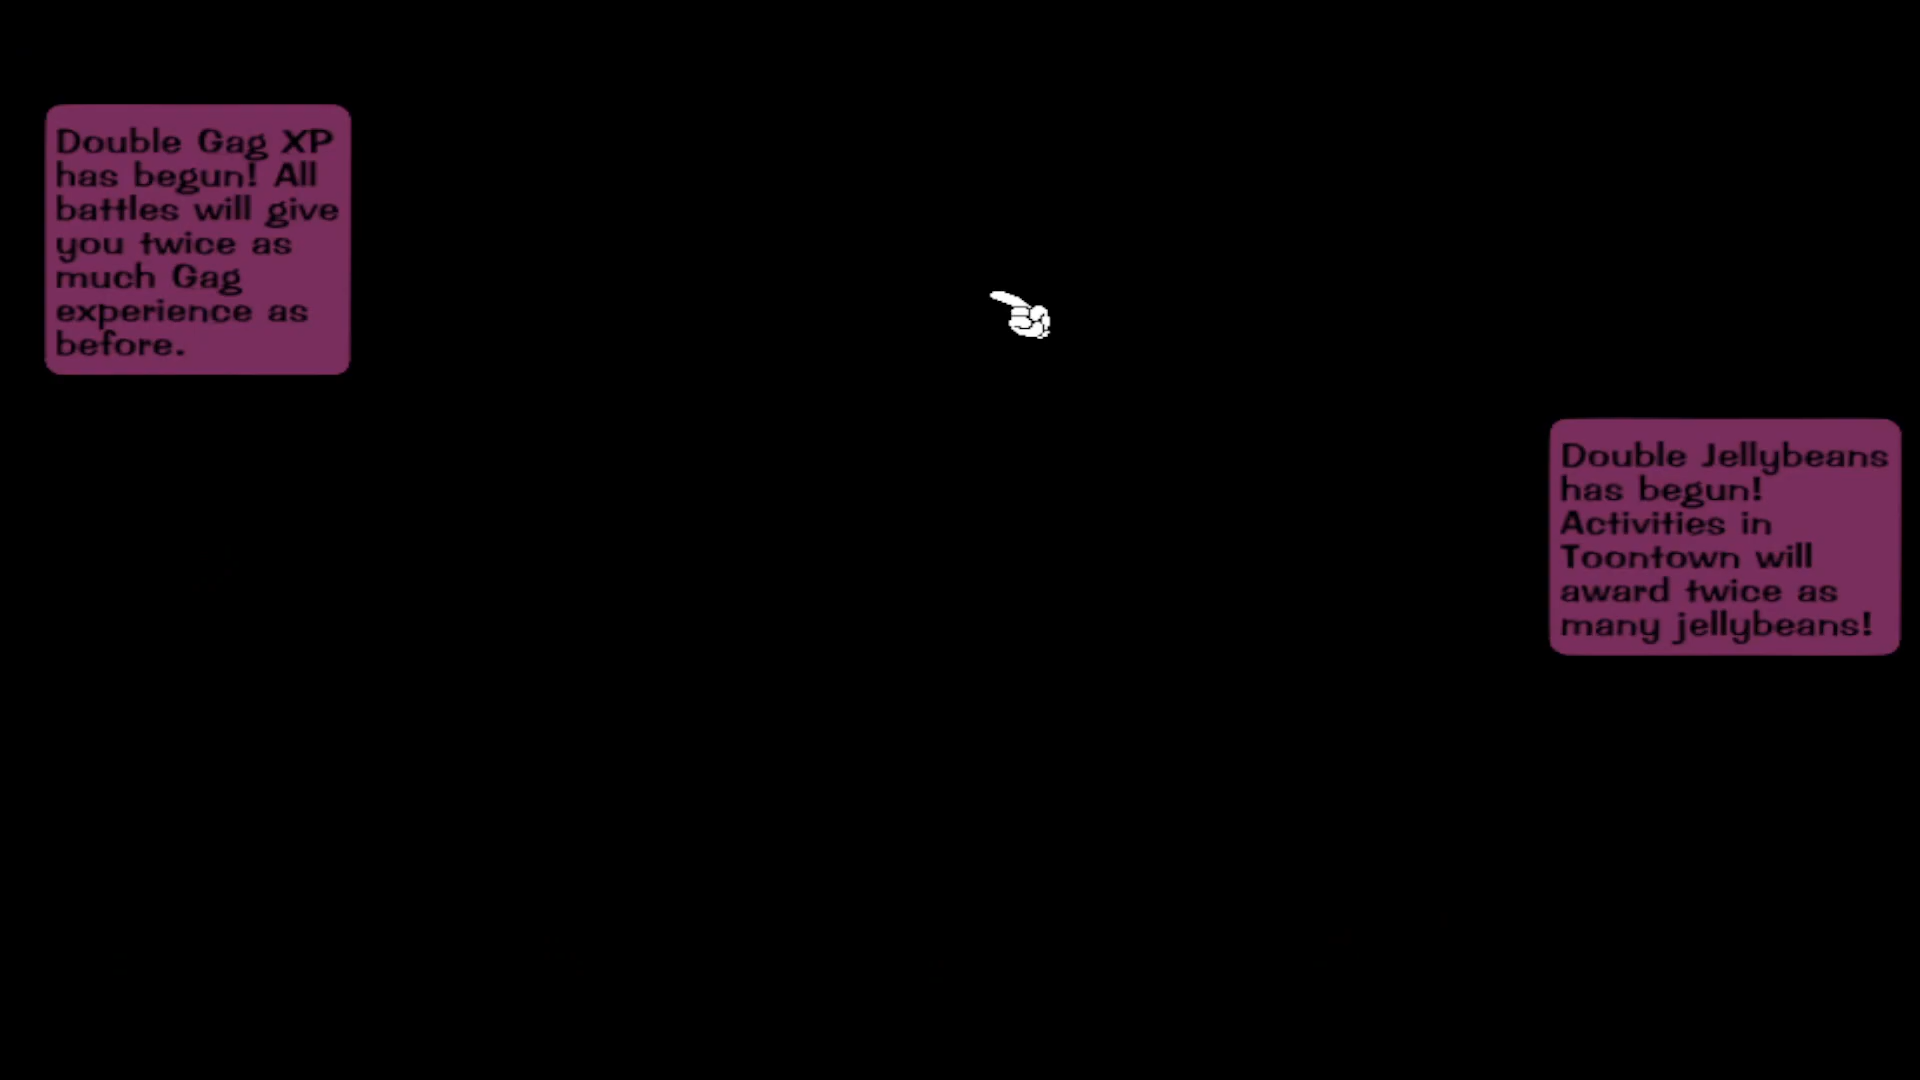 Double Gag XP
has begun! All
battles will give
you twice as
much Gag
experience as
before.
Double Jellybeans
has begun!
Activities in
Toontown will
award twice as
many jellybeans!